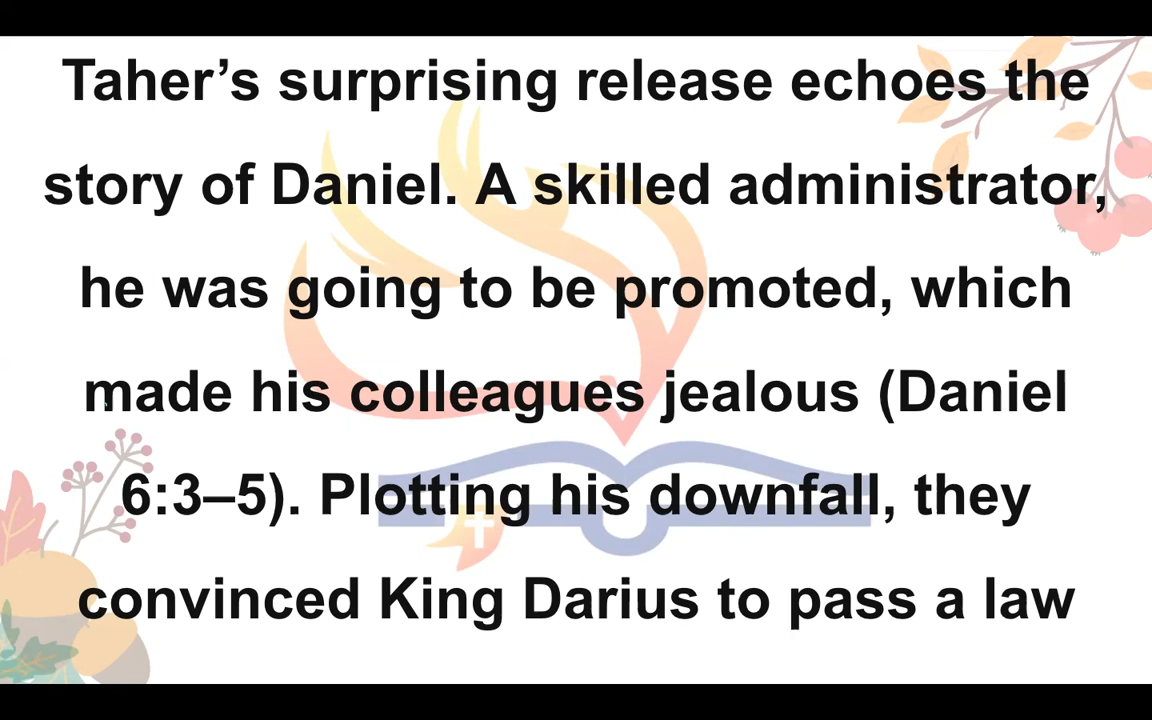 Taher’s surprising release echoes the
story of Daniel. A skilled administrator,
he was going to be promoted, which
made his colleagues jealous (Daniel
6:3–5). Plotting his downfall, they
convinced King Darius to pass a law